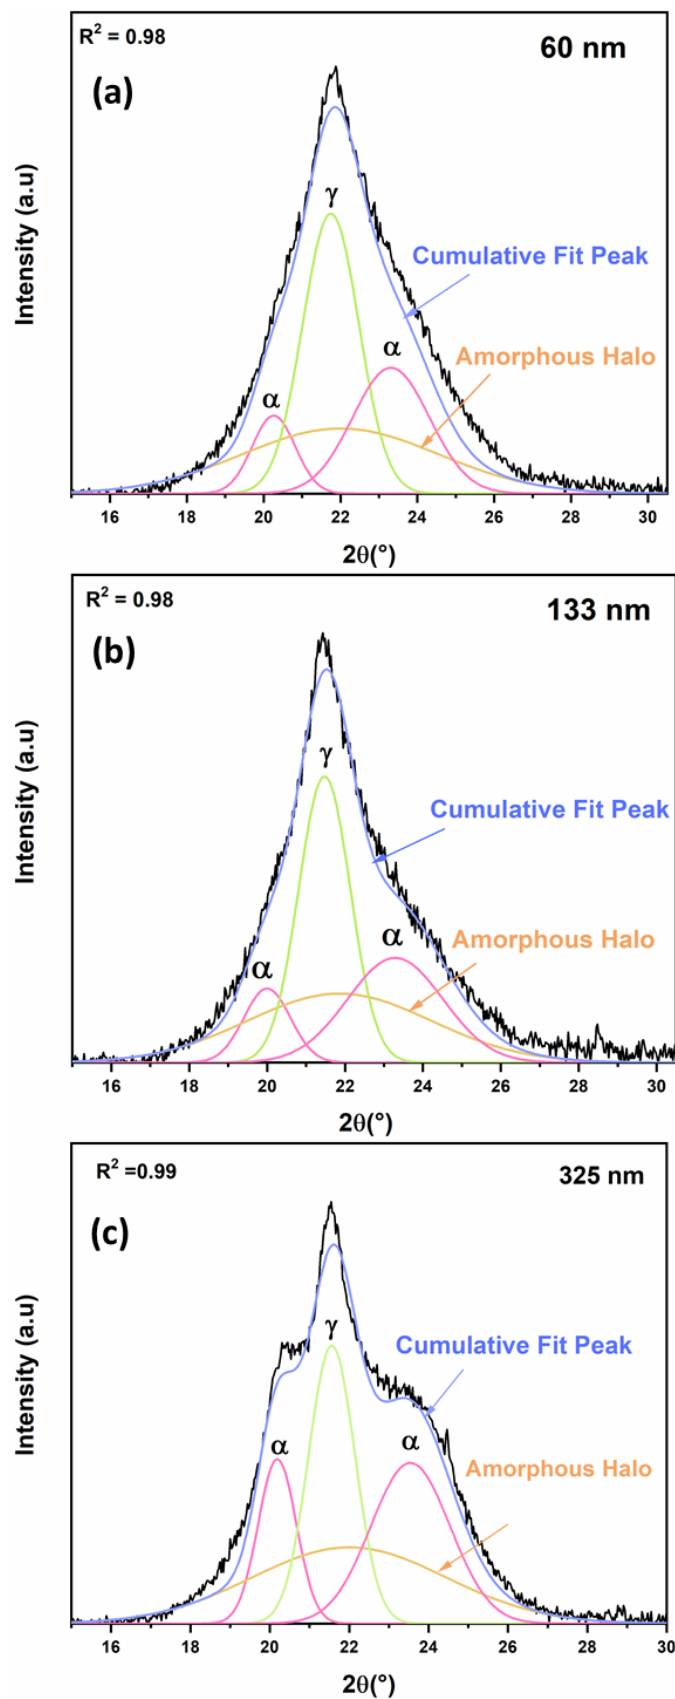 R² = 0.98
60 nm
(a)
γ
Cumulative Fit Peak
α
Amorphous Halo
α
Intensity (a.u)
16 18 20 22 24 26 28 30
2θ(°)
R² = 0.98
133 nm
(b)
γ
Cumulative Fit Peak
α
Amorphous Halo
α
Intensity (a.u)
16 18 20 22 24 26 28 30
2θ(°)
R² =0.99
325 nm
(c)
γ
Cumulative Fit Peak
α
α
Amorphous Halo
Intensity (a.u)
16 18 20 22 24 26 28 30
2θ(°)